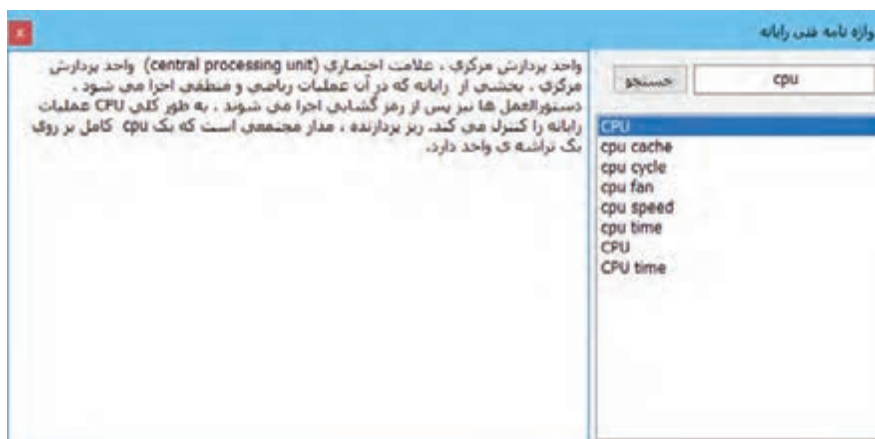 واژه نامه فنی رایانه
x
cpu
جستجو
CPU
cpu cache
cpu cycle
cpu fan
cpu speed
cpu time
CPU
CPU time
واحد پردازش مرکزی ، علامت اختصاری (central processing unit) واحد پردازش
مرکزی ، بخشی از رایانه که در آن عملیات ریاضی و منطقی اجرا می شود ،
دستورالعمل ها نیز پس از رمز گشایی اجرا می شوند ، به طور کلی CPU عملیات
رایانه را کنترل می کند. ریز پردازنده ، مدار مجتمعی است که یک cpu کامل بر روی
یک تراشه ی واحد دارد.